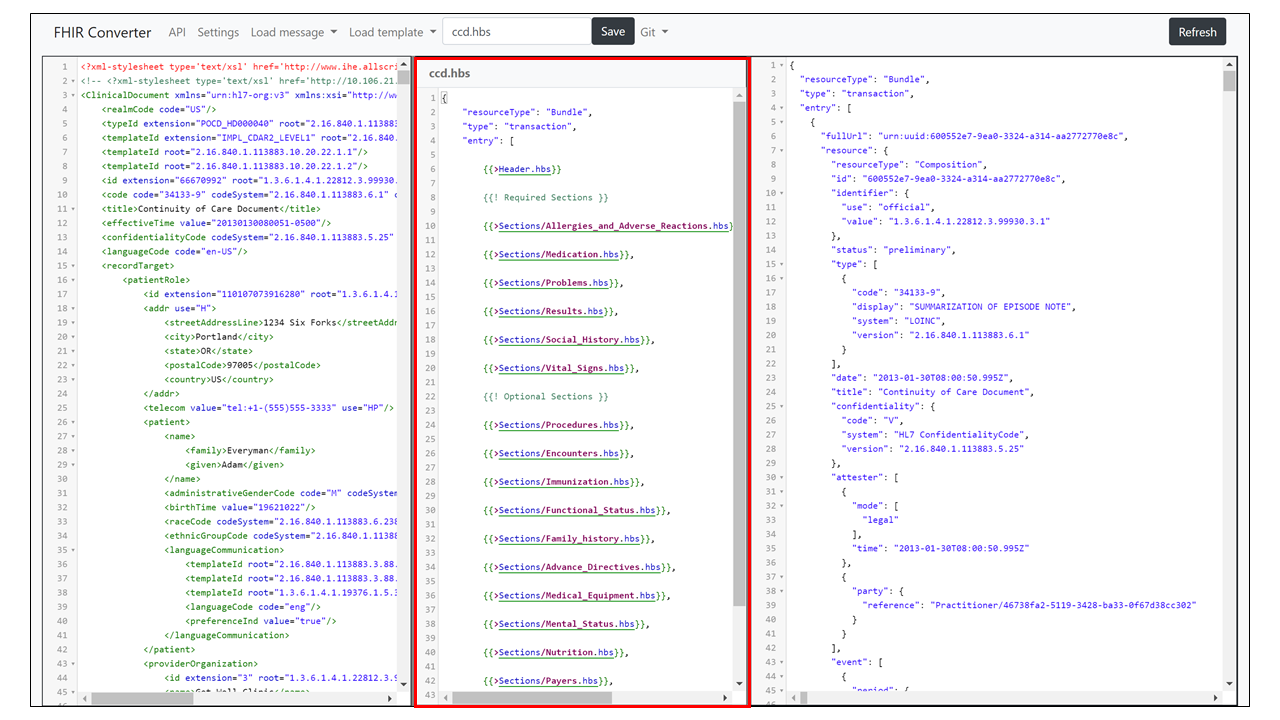 FHIR Converter API Settings Load message Load template ccd.hbs Save Git Refresh
1 <?xml-stylesheet type='text/xsl' href='http://www.ihe.allscri
2 <!-- <?xml-stylesheet type='text/xsl' href='http://10.106.21.
3 <ClinicalDocument xmlns="urn:hl7-org:v3" xmlns:xsi="http://ww
4 <realmCode code="US"/>
5 <typeId extension="POCD_HD000040" root="2.16.840.1.113883
6 <templateId extension="IMPL_CDAR2_LEVEL1" root="2.16.840.
7 <templateId root="2.16.840.1.113883.10.20.22.1.1"/>
8 <templateId root="2.16.840.1.113883.10.20.22.1.2"/>
9 <id extension="66670992" root="1.3.6.1.4.1.22812.3.99930.
10 <code code="34133-9" codeSystem="2.16.840.1.113883.6.1"
11 <title>Continuity of Care Document</title>
12 <effectiveTime value="20130130080051-0500"/>
13 <confidentialityCode codeSystem="2.16.840.1.113883.5.25"
14 <languageCode code="en-US"/>
15 <recordTarget>
16 <patientRole>
17 <id extension="110107073916280" root="1.3.6.1.4.1
18 <addr use="H">
19 <streetAddressLine>1234 Six Forks</streetAddr
20 <city>Portland</city>
21 <state>OR</state>
22 <postalCode>97005</postalCode>
23 <country>US</country>
24 </addr>
25 <telecom value="tel:+1-(555)555-3333" use="HP"/>
26 <patient>
27 <name>
28 <family>Everyman</family>
29 <given>Adam</given>
30 </name>
31 <administrativeGenderCode code="M" codeSystem
32 <birthTime value="19621022"/>
33 <raceCode codeSystem="2.16.840.1.113883.6.238
34 <ethnicGroupCode codeSystem="2.16.840.1.11388
35 <languageCommunication>
36 <templateId root="2.16.840.1.113883.3.88.
37 <templateId root="2.16.840.1.113883.3.88.
38 <templateId root="1.3.6.1.4.1.19376.1.5.3
39 <languageCode code="eng"/>
40 <preferenceInd value="true"/>
41 </languageCommunication>
42 </patient>
43 <providerOrganization>
44 <id extension="3" root="1.3.6.1.4.1.22812.3.9
45 <name>Get Well Clinic</name>
46
ccd.hbs
1 {
2 "resourceType": "Bundle",
3 "type": "transaction",
4 "entry": [
5
6 {{>Header.hbs}}
7
8 {{! Required Sections }}
9
10 {{>Sections/Allergies_and_Adverse_Reactions.hbs}
11
12 {{>Sections/Medication.hbs}},
13
14 {{>Sections/Problems.hbs}},
15
16 {{>Sections/Results.hbs}},
17
18 {{>Sections/Social_History.hbs}},
19
20 {{>Sections/Vital_Signs.hbs}},
21
22 {{! Optional Sections }}
23
24 {{>Sections/Procedures.hbs}},
25
26 {{>Sections/Encounters.hbs}},
27
28 {{>Sections/Immunization.hbs}},
29
30 {{>Sections/Functional_Status.hbs}},
31
32 {{>Sections/Family_history.hbs}},
33
34 {{>Sections/Advance_Directives.hbs}},
35
36 {{>Sections/Medical_Equipment.hbs}},
37
38 {{>Sections/Mental_Status.hbs}},
39
40 {{>Sections/Nutrition.hbs}},
41
42 {{>Sections/Payers.hbs}},
43
1 {
2 "resourceType": "Bundle",
3 "type": "transaction",
4 "entry": [
5 {
6 "fullUrl": "urn:uuid:600552e7-9ea0-3324-a314-aa2772770e8c",
7 "resource": {
8 "resourceType": "Composition",
9 "id": "600552e7-9ea0-3324-a314-aa2772770e8c",
10 "identifier": {
11 "use": "official",
12 "value": "1.3.6.1.4.1.22812.3.99930.3.1"
13 },
14 "status": "preliminary",
15 "type": [
16 {
17 "code": "34133-9",
18 "display": "SUMMARIZATION OF EPISODE NOTE",
19 "system": "LOINC",
20 "version": "2.16.840.1.113883.6.1"
21 }
22 ],
23 "date": "2013-01-30T08:00:50.995Z",
24 "title": "Continuity of Care Document",
25 "confidentiality": {
26 "code": "V",
27 "system": "HL7 ConfidentialityCode",
28 "version": "2.16.840.1.113883.5.25"
29 },
30 "attester": [
31 {
32 "mode": [
33 "legal"
34 ],
35 "time": "2013-01-30T08:00:50.995Z"
36 },
37 {
38 "party": {
39 "reference": "Practitioner/46738fa2-5119-3428-ba33-0f67d38cc302"
40 }
41 }
42 ],
43 "event": [
44 {
45 "period": {
46